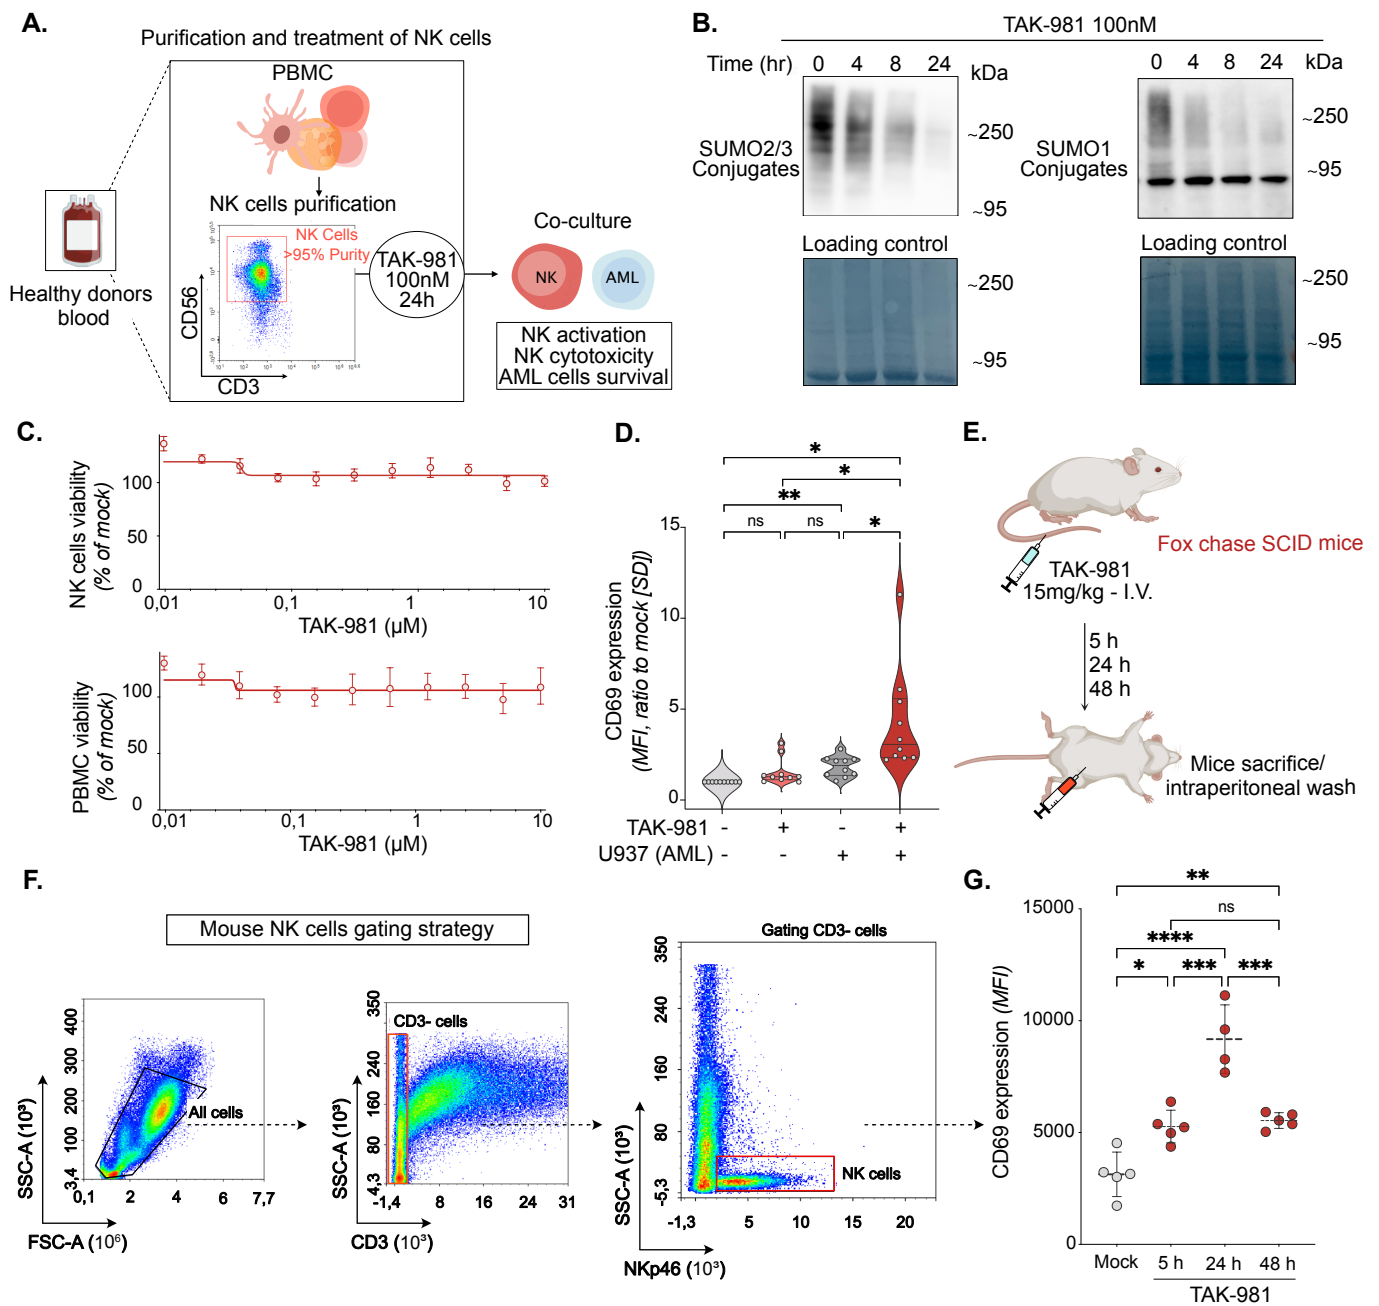 A.
Purification and treatment of NK cells
PBMC
NK cells purification
NK Cells
>95% Purity
CD56
CD3
Healthy donors
blood
TAK-981
100nM
24h
Co-culture
NK
AML
NK activation
NK cytotoxicity
AML cells survival
B.
TAK-981 100nM
Time (hr) 0 4 8 24 kDa
SUMO2/3
Conjugates
~250
~95
Loading control
~250
~95
0 4 8 24 kDa
SUMO1
Conjugates
~250
~95
Loading control
~250
~95
C.
NK cells viability
(% of mock)
100
50
0
0,01 0,1 1 10
TAK-981 (µM)
PBMC viability
(% of mock)
100
50
0
0,01 0,1 1 10
TAK-981 (µM)
D.
*
*
**
ns ns *
CD69 expression
(MFI, ratio to mock [SD])
15
10
5
0
TAK-981 - + - +
U937 (AML) - - + +
E.
Fox chase SCID mice
TAK-981
15mg/kg - I.V.
5 h
24 h
48 h
Mice sacrifice/
intraperitoneal wash
F.
Mouse NK cells gating strategy
SSC-A (10³)
400
300
200
100
3,4
All cells
0,1 2 4 6 7,7
FSC-A (10⁶)
SSC-A (10³)
350
240
160
80
-4,3
CD3- cells
-1,4 8 16 24 31
CD3 (10³)
Gating CD3- cells
SSC-A (10³)
350
240
160
80
-5,3
NK cells
-1,3 5 10 15 20
NKp46 (10³)
G.
**
ns
****
* *** ***
CD69 expression (MFI)
15000
10000
5000
0
Mock 5 h 24 h 48 h
TAK-981